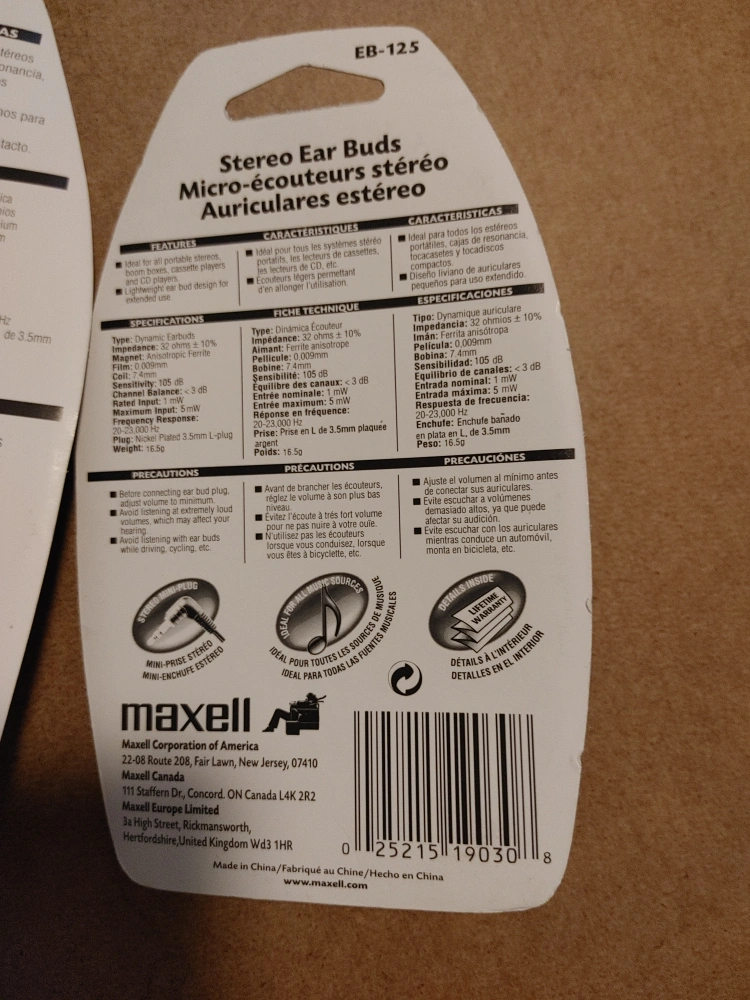 AS
téreos
onancia,
s
nos para
tacto.
ica
nios
ium
m
Hz
de 3.5mm
s
EB-125
Stereo Ear Buds
Micro-écouteurs stéréo
Auriculares estéreo
FEATURES
■ Ideal for all portable stereos,
boom boxes, cassette players
and CD players.
■ Lightweight ear bud design for
extended use.
CARACTÉRISTIQUES
■ Idéal pour tous les systèmes stéréo
portatifs, les lecteurs de cassettes,
les lecteurs de CD, etc.
■ Écouteurs légers permettant
d'en allonger l'utilisation.
CARACTERISTICAS
■ Ideal para todos los estéreos
portátiles, cajas de resonancia,
tocacasetes y tocadiscos
compactos.
■ Diseño liviano de auriculares
pequeños para uso extendido.
SPECIFICATIONS
Type: Dynamic Earbuds
Impedance: 32 ohms ± 10%
Magnet: Anisotropic Ferrite
Film: 0.009mm
Coil: 7.4mm
Sensitivity: 105 dB
Channel Balance: < 3 dB
Rated Input: 1 mW
Maximum Input: 5 mW
Frequency Response:
20-23,000 Hz
Plug: Nickel Plated 3.5mm L-plug
Weight: 16.5g
FICHE TECHNIQUE
Type: Dinámica Écouteur
Impédance: 32 ohms ± 10%
Aimant: Ferrite anisotrope
Pellicule: 0,009mm
Bobine: 7.4mm
Sensibilité: 105 dB
Équilibre des canaux: < 3 dB
Entrée nominale: 1 mW
Entrée maximum: 5 mW
Réponse en fréquence:
20-23,000 Hz
Prise: Prise en L de 3.5mm plaquée
argent
Poids: 16.5g
ESPECIFICACIONES
Tipo: Dynamique auriculare
Impedancia: 32 ohmios ± 10%
Imán: Ferrita anisótropa
Película: 0,009mm
Bobina: 7.4mm
Sensibilidad: 105 dB
Equilibrio de canales: < 3 dB
Entrada nominal: 1 mW
Entrada máxima: 5 mW
Respuesta de frecuencia:
20-23,000 Hz
Enchufe: Enchufe bañado
en plata en L, de 3.5mm
Peso: 16.5g
PRECAUTIONS
■ Before connecting ear bud plug,
adjust volume to minimum.
■ Avoid listening at extremely loud
volumes, which may affect your
hearing.
■ Avoid listening with ear buds
while driving, cycling, etc.
PRÉCAUTIONS
■ Avant de brancher les écouteurs,
réglez le volume à son plus bas
niveau.
■ Évitez l'écoute à très fort volume
pour ne pas nuire à votre ouïe.
■ N'utilisez pas les écouteurs
lorsque vous conduisez, lorsque
vous êtes à bicyclette, etc.
PRECAUCIÓNES
■ Ajuste el volumen al mínimo antes
de conectar sus auriculares.
■ Evite escuchar a volúmenes
demasiado altos, ya que puede
afectar su audición.
■ Evite escuchar con los auriculares
mientras conduce un automóvil,
monta en bicicleta, etc.
STEREO MINI-PLUG
MINI-PRISE STÉRÉO
MINI-ENCHUFE ESTÉREO
IDEAL FOR ALL MUSIC SOURCES
IDÉAL POUR TOUTES LES SOURCES DE MUSIQUE
IDEAL PARA TODAS LAS FUENTES MUSICALES
DETAILS INSIDE
LIFETIME
WARRANTY
DÉTAILS À L'INTÉRIEUR
DETALLES EN EL INTERIOR
maxell
Maxell Corporation of America
22-08 Route 208, Fair Lawn, New Jersey, 07410
Maxell Canada
111 Staffern Dr., Concord. ON Canada L4K 2R2
Maxell Europe Limited
3a High Street, Rickmansworth,
Hertfordshire,United Kingdom Wd3 1HR
0 25215 19030 8
Made in China/Fabriqué au Chine/Hecho en China
www.maxell.com